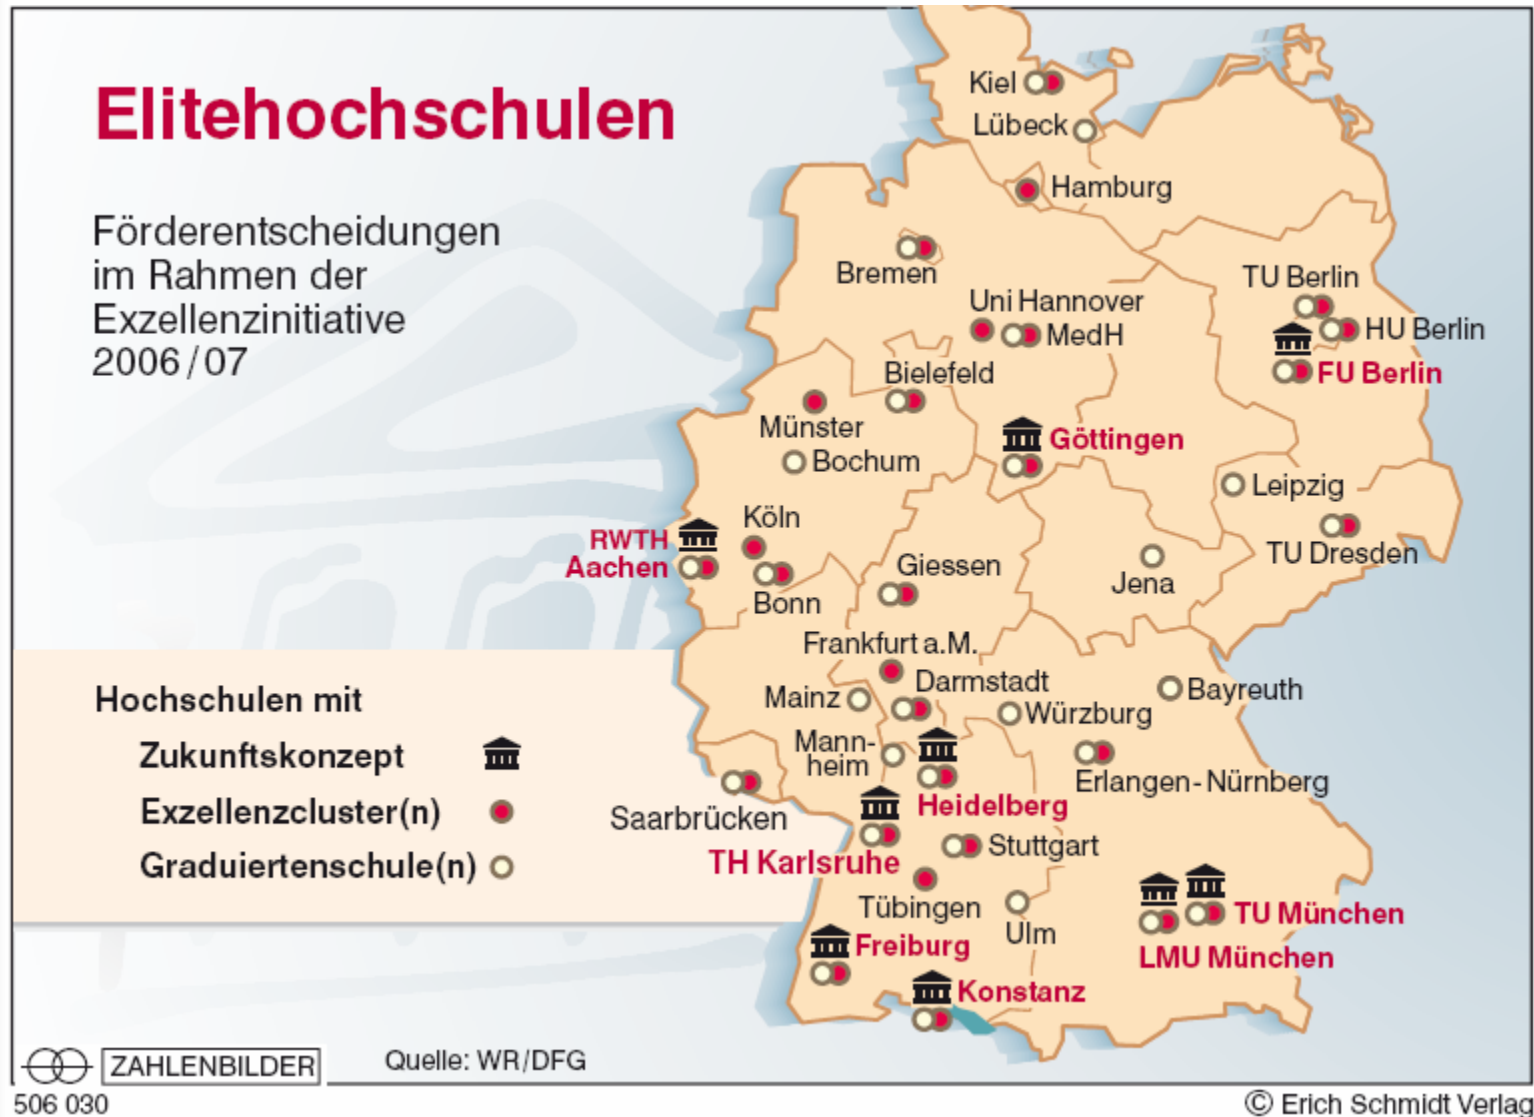 Elitehochschulen
Förderentscheidungen
im Rahmen der
Exzellenzinitiative
2006/07
Kiel
Lübeck
Hamburg
Bremen
Uni Hannover
MedH
TU Berlin
HU Berlin
FU Berlin
Bielefeld
Münster
Göttingen
Bochum
Leipzig
Köln
RWTH
Aachen
TU Dresden
Giessen
Jena
Bonn
Frankfurt a.M.
Darmstadt
Bayreuth
Mainz
Würzburg
Mann-
heim
Erlangen-Nürnberg
Heidelberg
Saarbrücken
Stuttgart
TH Karlsruhe
Tübingen
Ulm
TU München
LMU München
Freiburg
Konstanz
Hochschulen mit
Zukunftskonzept
Exzellenzcluster(n)
Graduiertenschule(n)
ZAHLENBILDER
Quelle: WR/DFG
506 030
© Erich Schmidt Verlag